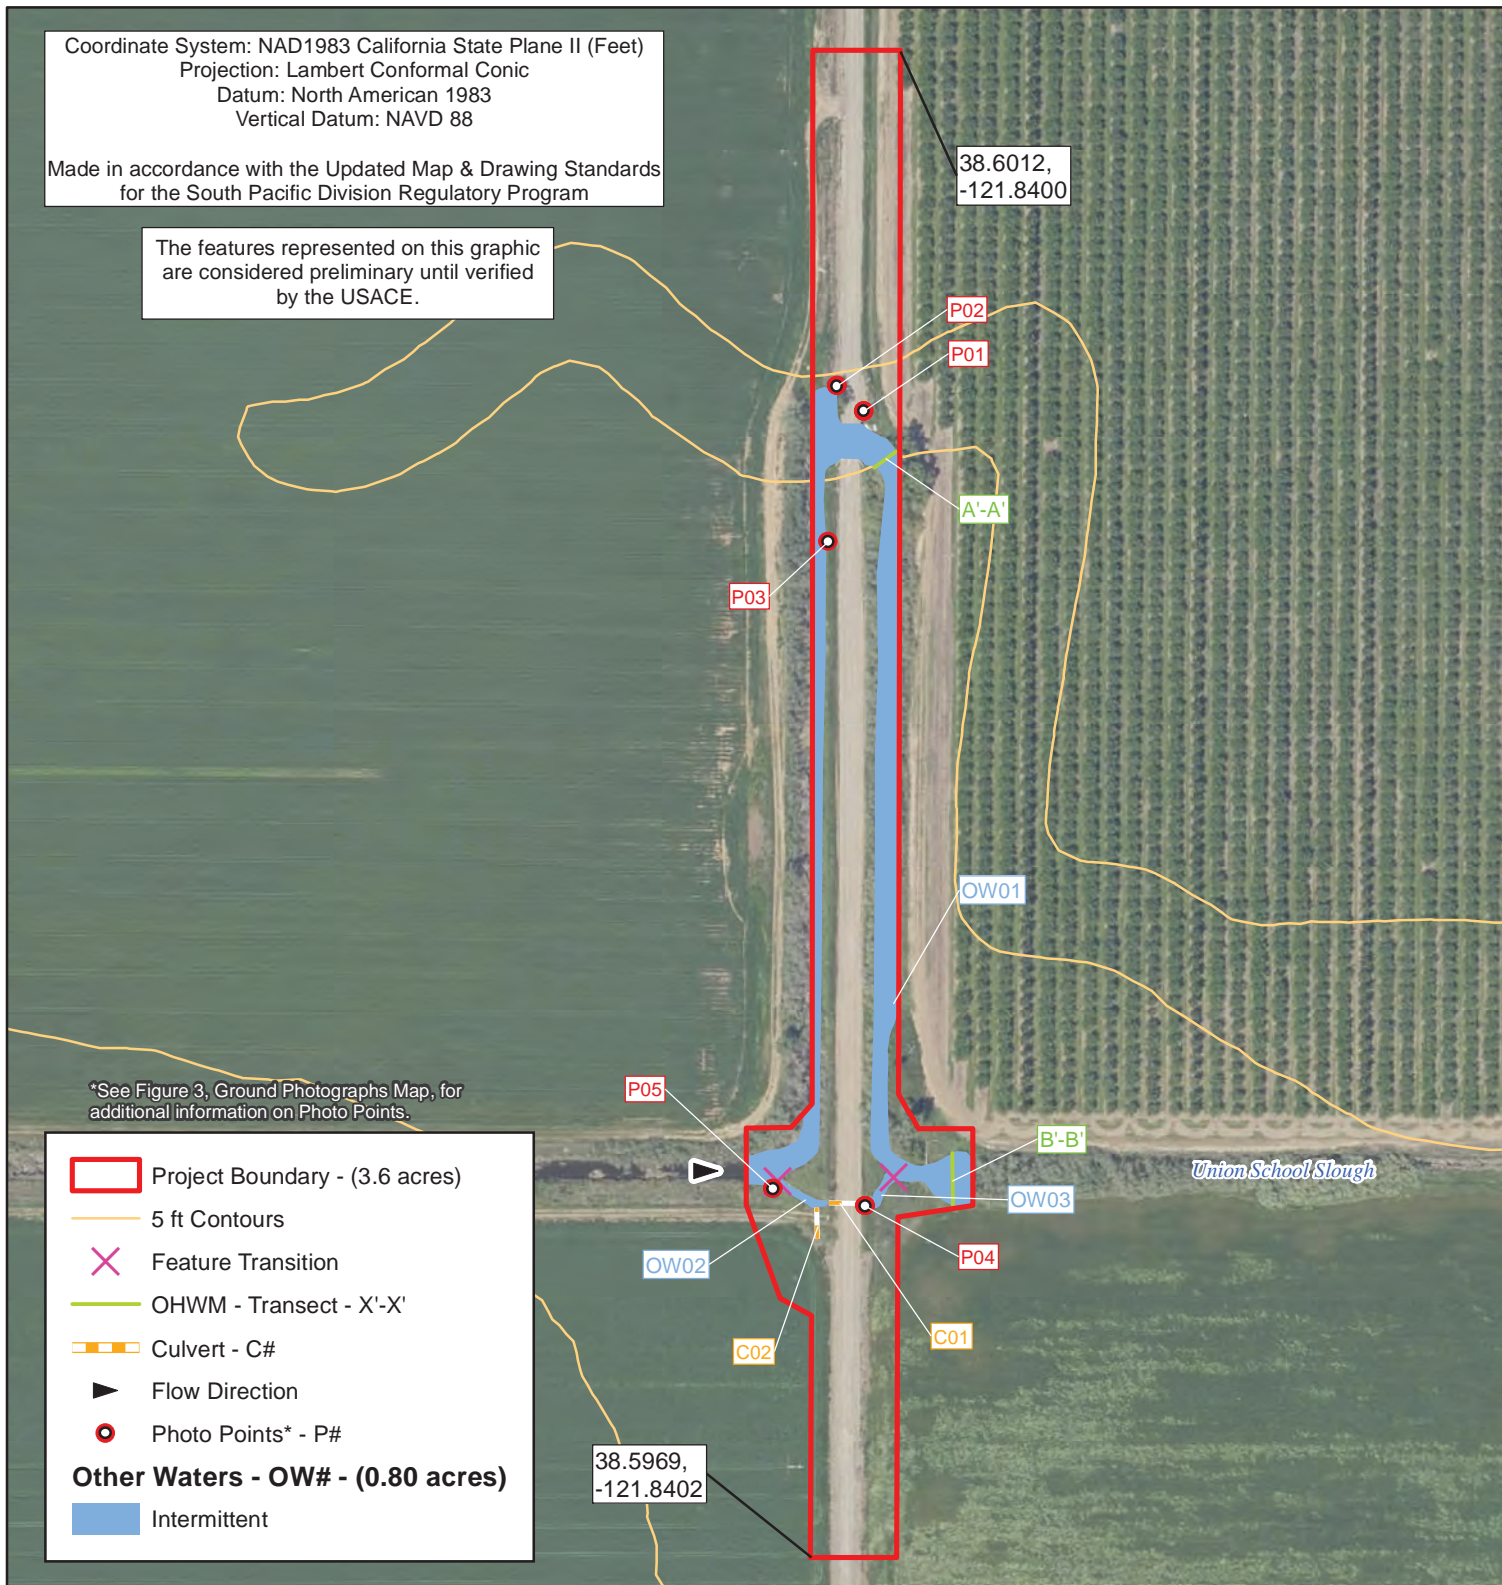 Coordinate System: NAD1983 California State Plane II (Feet)
Projection: Lambert Conformal Conic
Datum: North American 1983
Vertical Datum: NAVD 88
Made in accordance with the Updated Map & Drawing Standards
for the South Pacific Division Regulatory Program
The features represented on this graphic
are considered preliminary until verified
by the USACE.
38.6012,
-121.8400
P02
P01
A'-A'
P03
OW01
P05
B'-B'
Union School Slough
OW03
OW02
P04
C01
C02
38.5969,
-121.8402
*See Figure 3, Ground Photographs Map, for
additional information on Photo Points.
Project Boundary - (3.6 acres)
5 ft Contours
Feature Transition
OHWM - Transect - X'-X'
Culvert - C#
Flow Direction
Photo Points* - P#
Other Waters - OW# - (0.80 acres)
Intermittent